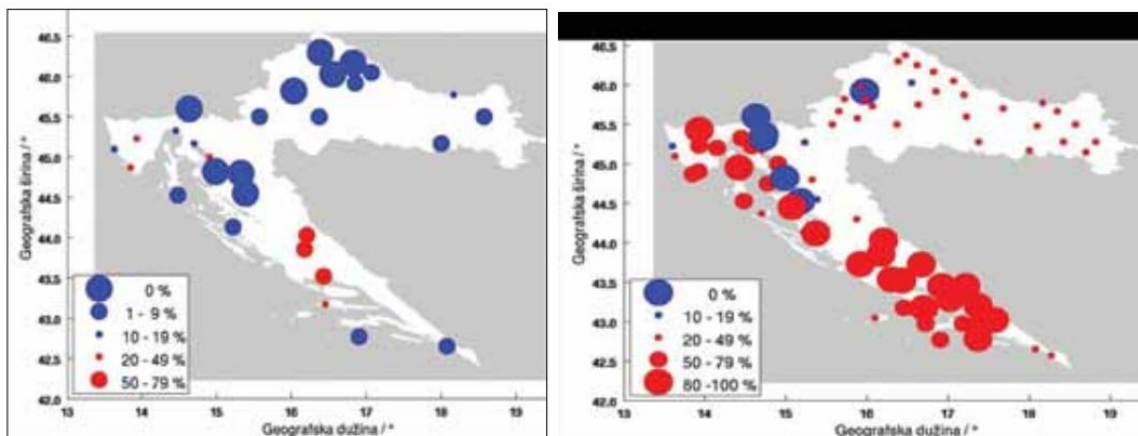 46.5
46.0
45.5
45.0
44.5
44.0
43.5
43.0
42.5
42.0
Geografska širina / °
0 %
1 - 9 %
10 - 19 %
20 - 49 %
50 - 79 %
13 14 15 16 17 18 19
Geografska dužina / °
46.5
46.0
45.5
45.0
44.5
44.0
43.5
43.0
42.5
42.0
Geografska širina / °
0 %
10 - 19 %
20 - 49 %
50 - 79 %
80 -100 %
13 14 15 16 17 18 19
Geografska dužina / °